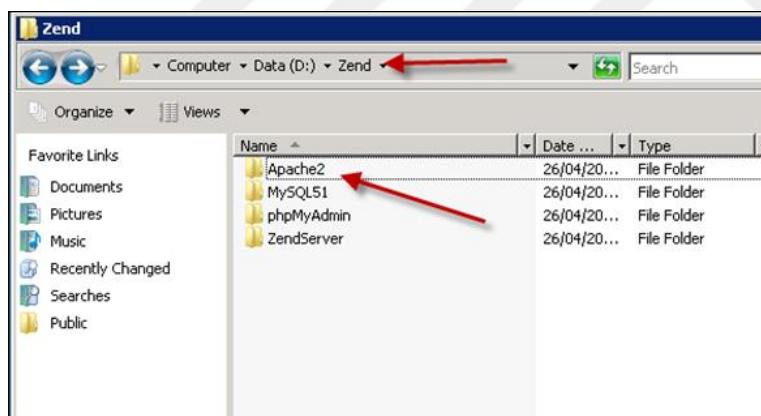 Zend
Computer Data (D:) Zend Search
Organize Views
Favorite Links
Documents
Pictures
Music
Recently Changed
Searches
Public
Name Date ... Type
Apache2 26/04/20... File Folder
MySQL51 26/04/20... File Folder
phpMyAdmin 26/04/20... File Folder
ZendServer 26/04/20... File Folder